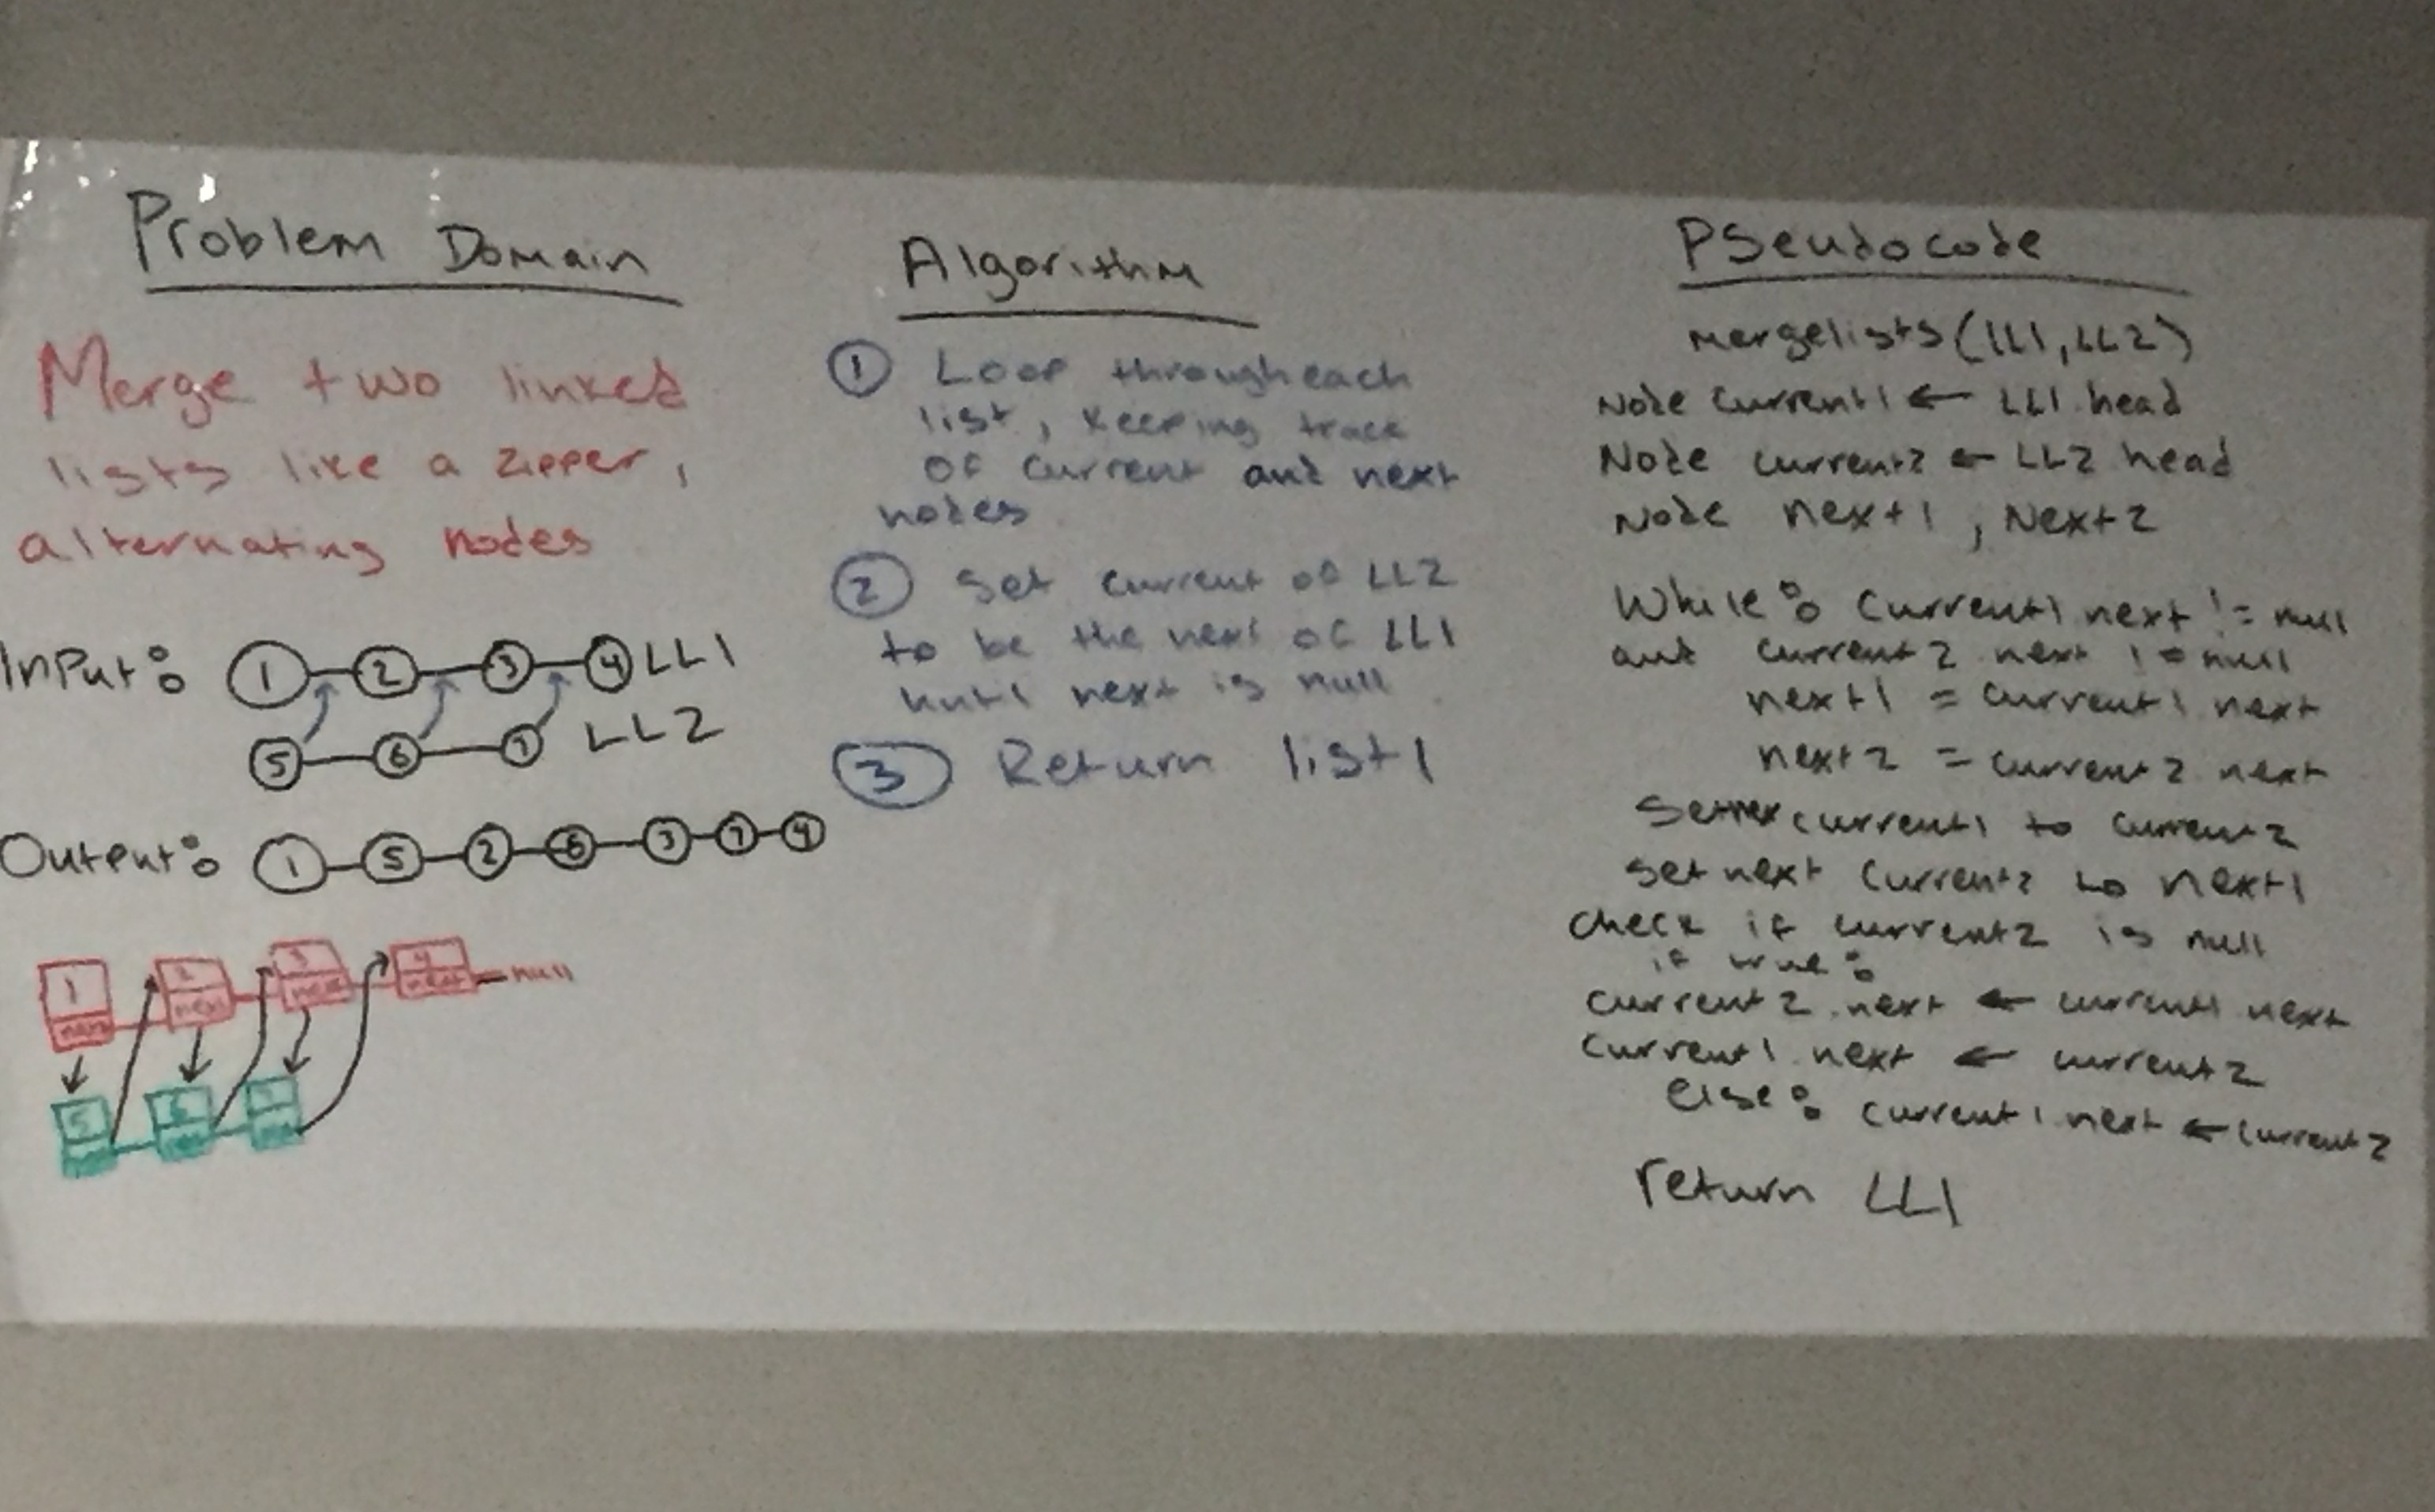 Problem Domain
Merge two linked
lists like a zipper,
alternating nodes
Input: 1 2 3 4 LL1
5 6 7 LL2
Output: 1 5 2 6 3 7 4
1 2 3 4
next next next null
5 6
Algorithm
1 Loop through each
list, keeping track
of current and next
nodes
2 Set current of LL2
to be the next of LL1
until next is null
3 Return list1
Pseudocode
mergelists(LL1, LL2)
Node current1 ← LL1.head
Node current2 ← LL2 head
Node next1, Next2
While: current1 next != null
and current2 next != null
next1 = current1 next
next2 = current2 next
current1 to current2
set next current2 to next1
check if current2 is null
if true:
current2.next ← current1 next
current1.next ← current2
else: current1.next ← current2
return LL1